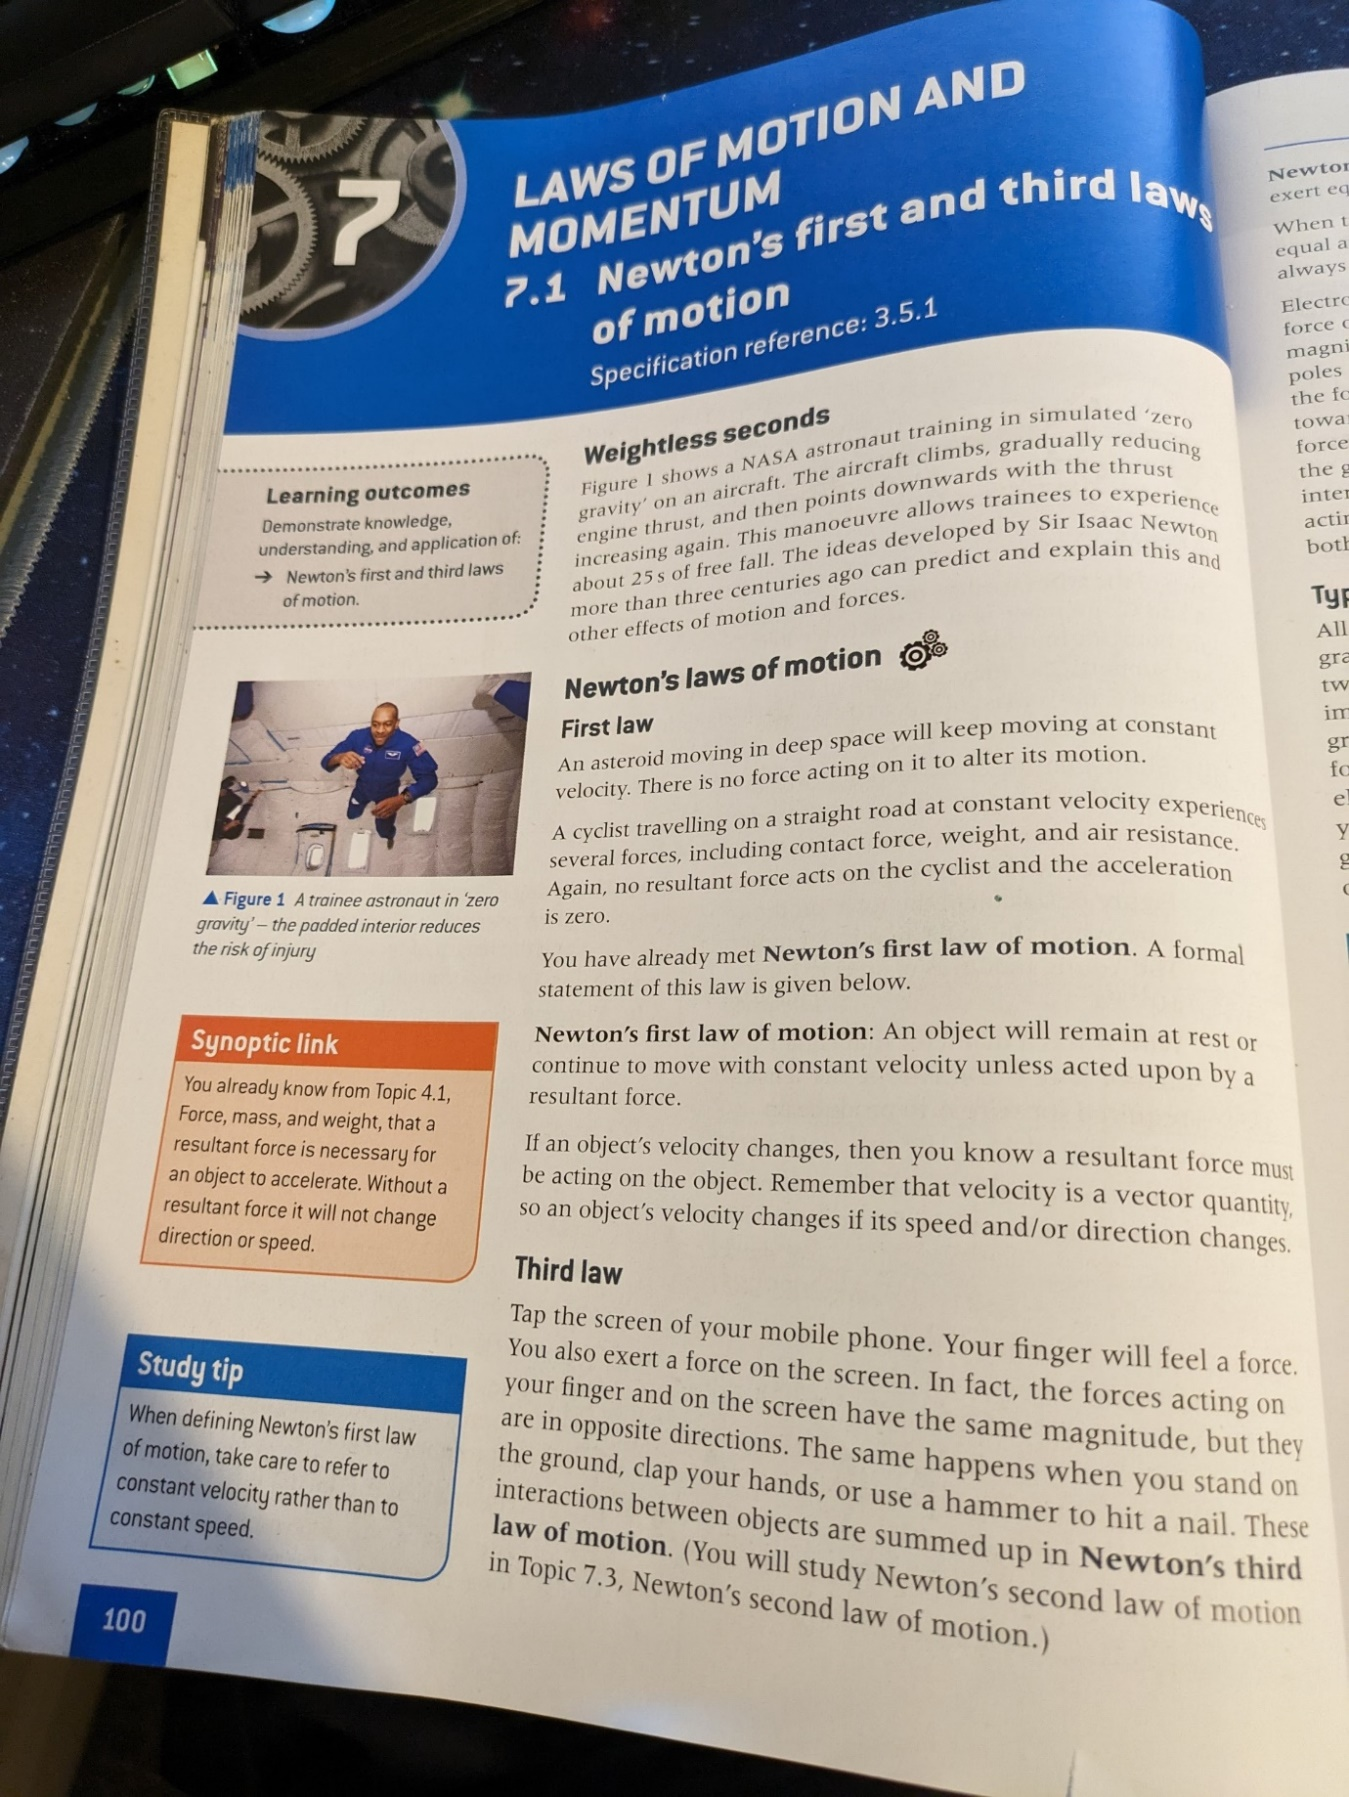 7
LAWS OF MOTION AND
MOMENTUM
7.1 Newton's first and third laws
of motion
Specification reference: 3.5.1
Learning outcomes
Demonstrate knowledge,
understanding, and application of:
→ Newton's first and third laws
of motion.
Weightless seconds
Figure 1 shows a NASA astronaut training in simulated 'zero
gravity' on an aircraft. The aircraft climbs, gradually reducing
engine thrust, and then points downwards with the thrust
increasing again. This manoeuvre allows trainees to experience
about 25 s of free fall. The ideas developed by Sir Isaac Newton
more than three centuries ago can predict and explain this and
other effects of motion and forces.
▲ Figure 1 A trainee astronaut in 'zero
gravity' – the padded interior reduces
the risk of injury
Newton's laws of motion
First law
An asteroid moving in deep space will keep moving at constant
velocity. There is no force acting on it to alter its motion.
A cyclist travelling on a straight road at constant velocity experiences
several forces, including contact force, weight, and air resistance.
Again, no resultant force acts on the cyclist and the acceleration
is zero.
You have already met Newton's first law of motion. A formal
statement of this law is given below.
Newton's first law of motion: An object will remain at rest or
continue to move with constant velocity unless acted upon by a
resultant force.
If an object's velocity changes, then you know a resultant force must
be acting on the object. Remember that velocity is a vector quantity,
so an object's velocity changes if its speed and/or direction changes.
Synoptic link
You already know from Topic 4.1,
Force, mass, and weight, that a
resultant force is necessary for
an object to accelerate. Without a
resultant force it will not change
direction or speed.
Third law
Tap the screen of your mobile phone. Your finger will feel a force.
You also exert a force on the screen. In fact, the forces acting on
your finger and on the screen have the same magnitude, but they
are in opposite directions. The same happens when you stand on
the ground, clap your hands, or use a hammer to hit a nail. These
interactions between objects are summed up in Newton's third
law of motion. (You will study Newton's second law of motion
in Topic 7.3, Newton's second law of motion.)
Study tip
When defining Newton's first law
of motion, take care to refer to
constant velocity rather than to
constant speed.
100
exert eq
When t
equal a
always
force
magni
poles
the fo
force
the g
both
All